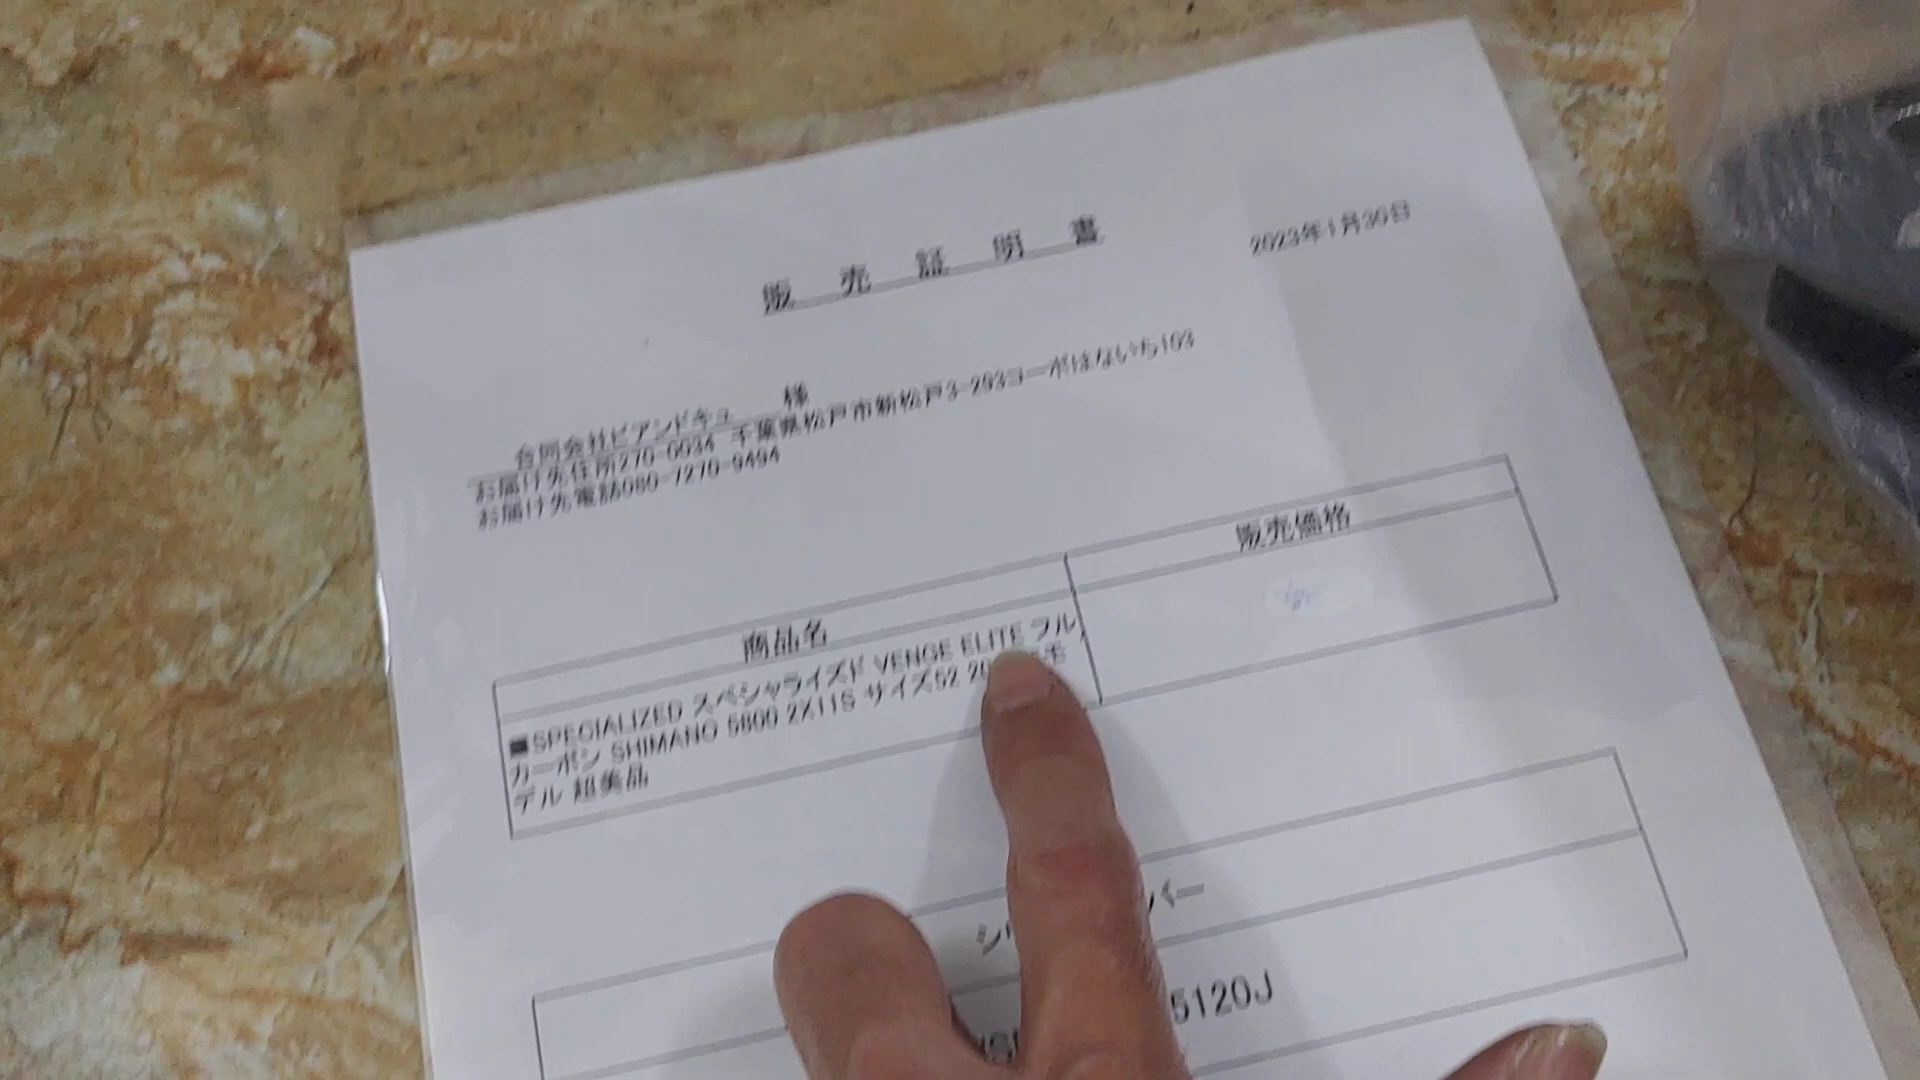 販売証明書
2023年1月30日
合同会社ピアンドキュー 様
お届け先住所270-0034 千葉県松戸市新松戸3-293コーポはないち103
お届け先電話080-7270-9494
商品名
販売価格
■SPECIALIZED スペシャライズド VENGE ELITE フル
カーボン SHIMANO 5800 2X11S サイズ52 20 モ
デル 超美品
5120J